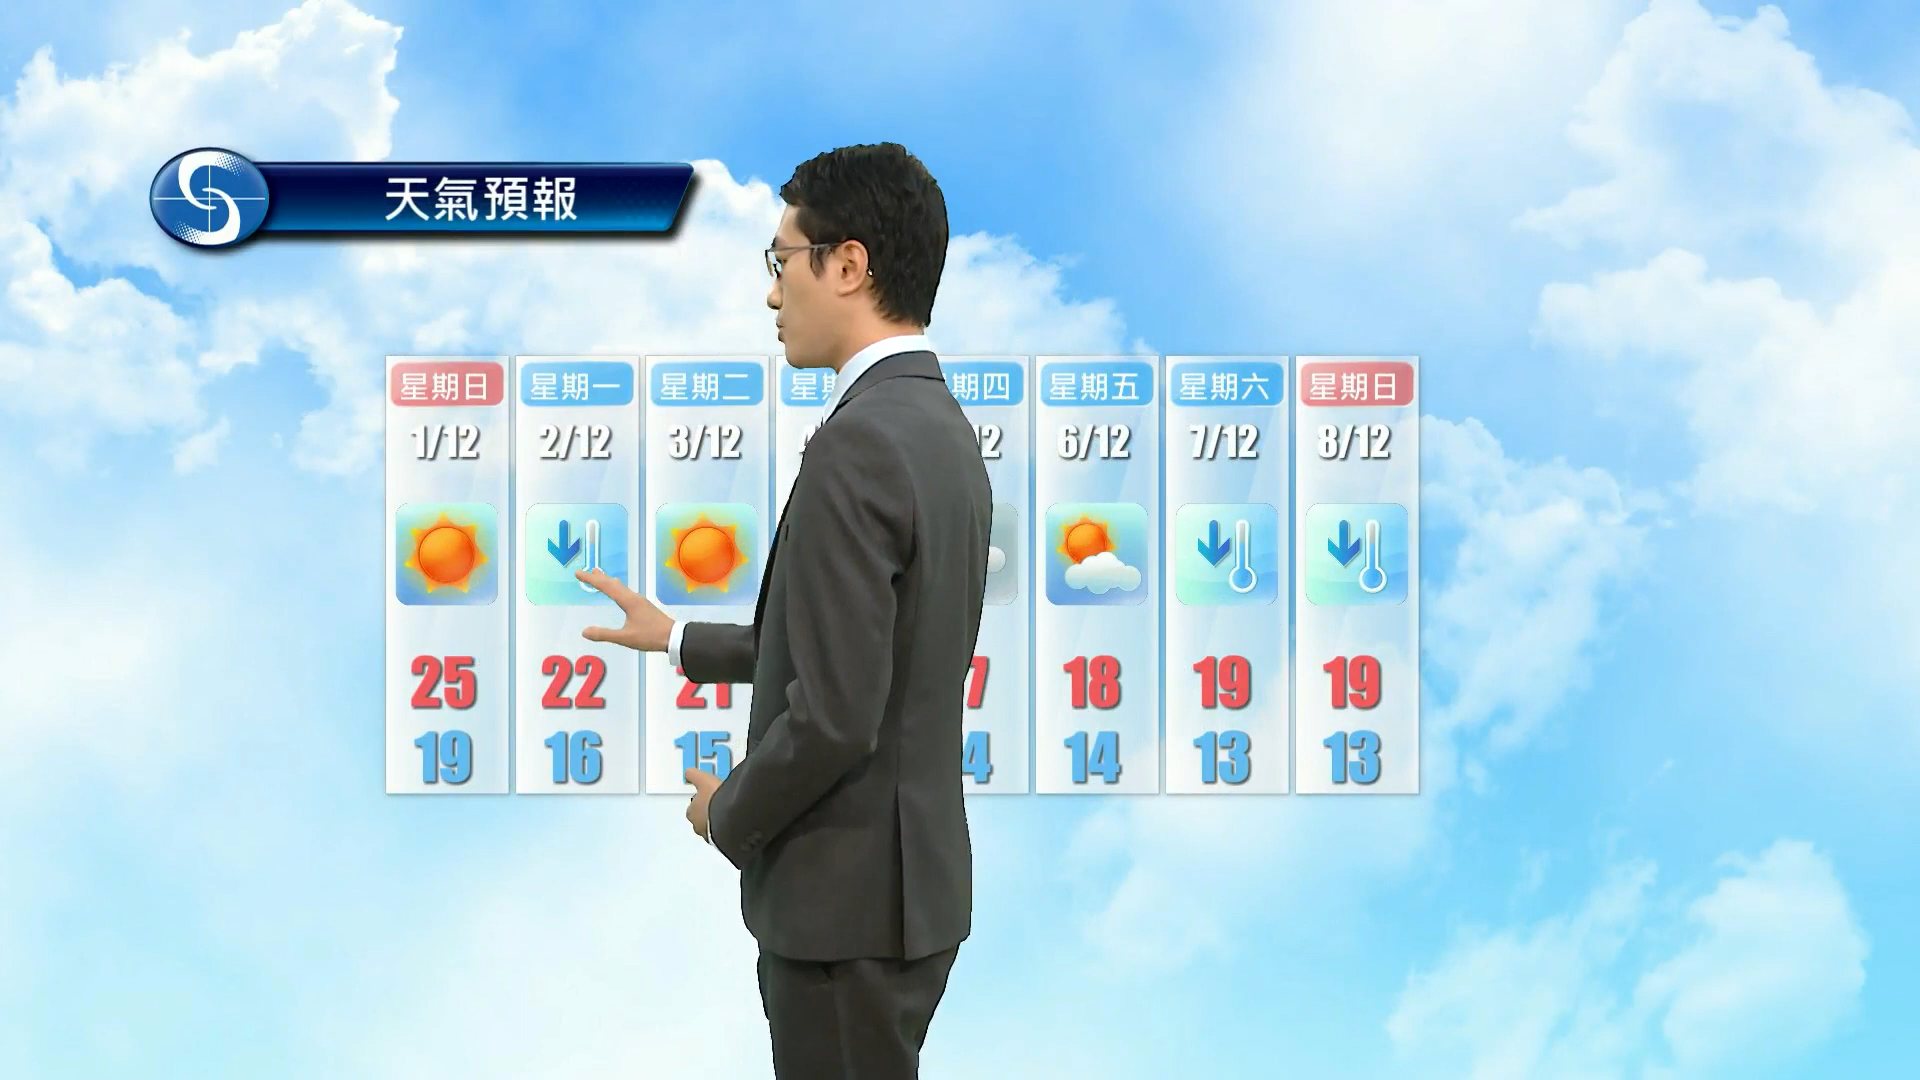 天氣預報
星期日 星期一 星期二 星期四 星期五 星期六 星期日
1/12 2/12 3/12 6/12 7/12 8/12
25 22 21 18 19 19
19 16 15 14 13 13